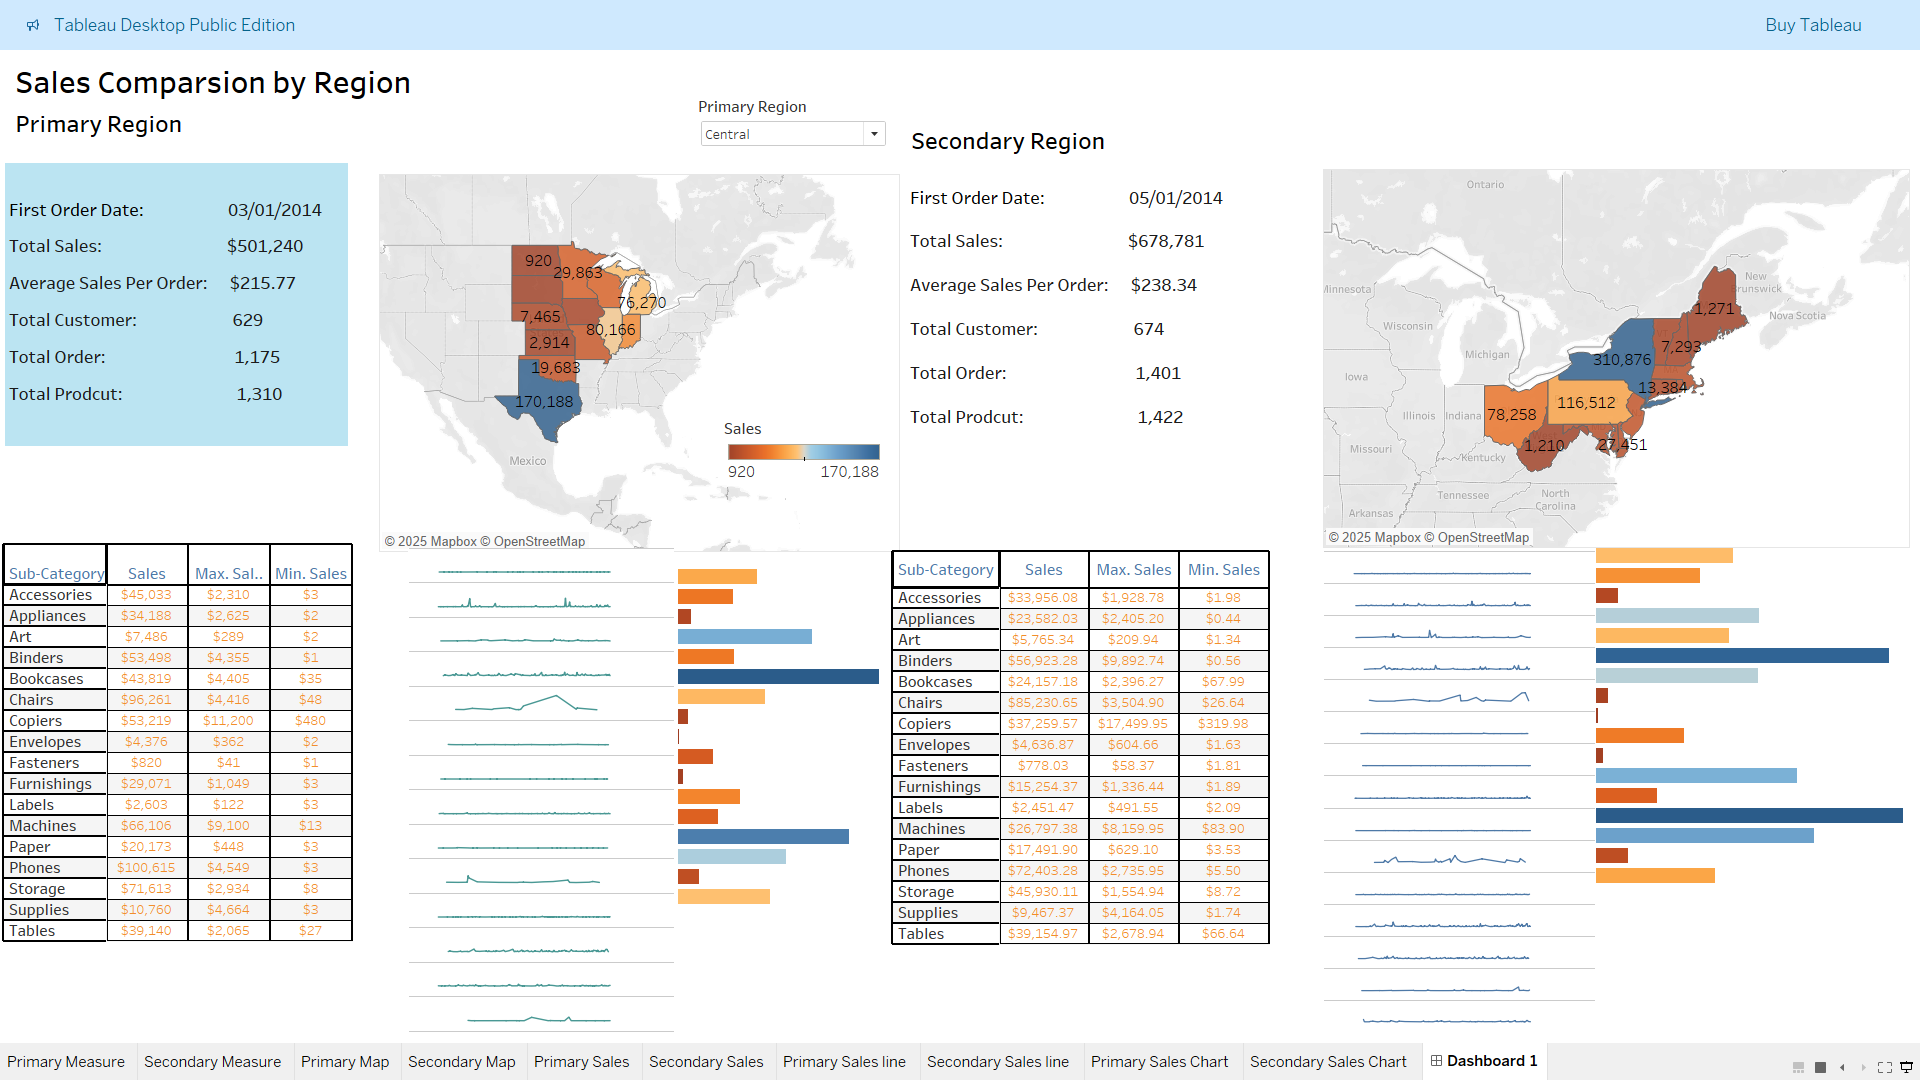 Tableau Desktop Public Edition
Buy Tableau
Sales Comparsion by Region
Primary Region
Primary Region
Central
Secondary Region
First Order Date: 03/01/2014
Total Sales: $501,240
Average Sales Per Order: $215.77
Total Customer: 629
Total Order: 1,175
Total Prodcut: 1,310
920
29,863
76,270
7,465
80,166
2,914
19,683
170,188
Mexico
Sales
920 170,188
© 2025 Mapbox © OpenStreetMap
First Order Date: 05/01/2014
Total Sales: $678,781
Average Sales Per Order: $238.34
Total Customer: 674
Total Order: 1,401
Total Prodcut: 1,422
Ontario
New
Brunswick
Minnesota
1,271
Nova Scotia
Wisconsin
7,293
Michigan
310,876
Iowa
13,384
116,512
Illinois
Indiana
78,258
1,210
27,451
Missouri
Kentucky
Tennessee
North
Carolina
Arkansas
© 2025 Mapbox © OpenStreetMap
Sub-Category Sales Max. Sal.. Min. Sales
Accessories $45,033 $2,310 $3
Appliances $34,188 $2,625 $2
Art $7,486 $289 $2
Binders $53,498 $4,355 $1
Bookcases $43,819 $4,405 $35
Chairs $96,261 $4,416 $48
Copiers $53,219 $11,200 $480
Envelopes $4,376 $362 $2
Fasteners $820 $41 $1
Furnishings $29,071 $1,049 $3
Labels $2,603 $122 $3
Machines $66,106 $9,100 $13
Paper $20,173 $448 $3
Phones $100,615 $4,549 $3
Storage $71,613 $2,934 $8
Supplies $10,760 $4,664 $3
Tables $39,140 $2,065 $27
Sub-Category Sales Max. Sales Min. Sales
Accessories $33,956.08 $1,928.78 $1.98
Appliances $23,582.03 $2,405.20 $0.44
Art $5,765.34 $209.94 $1.34
Binders $56,923.28 $9,892.74 $0.56
Bookcases $24,157.18 $2,396.27 $67.99
Chairs $85,230.65 $3,504.90 $26.64
Copiers $37,259.57 $17,499.95 $319.98
Envelopes $4,636.87 $604.66 $1.63
Fasteners $778.03 $58.37 $1.81
Furnishings $15,254.37 $1,336.44 $1.89
Labels $2,451.47 $491.55 $2.09
Machines $26,797.38 $8,159.95 $83.90
Paper $17,491.90 $629.10 $3.53
Phones $72,403.28 $2,735.95 $5.50
Storage $45,930.11 $1,554.94 $8.72
Supplies $9,467.37 $4,164.05 $1.74
Tables $39,154.97 $2,678.94 $66.64
Primary Measure Secondary Measure Primary Map Secondary Map Primary Sales Secondary Sales Primary Sales line Secondary Sales line Primary Sales Chart Secondary Sales Chart Dashboard 1